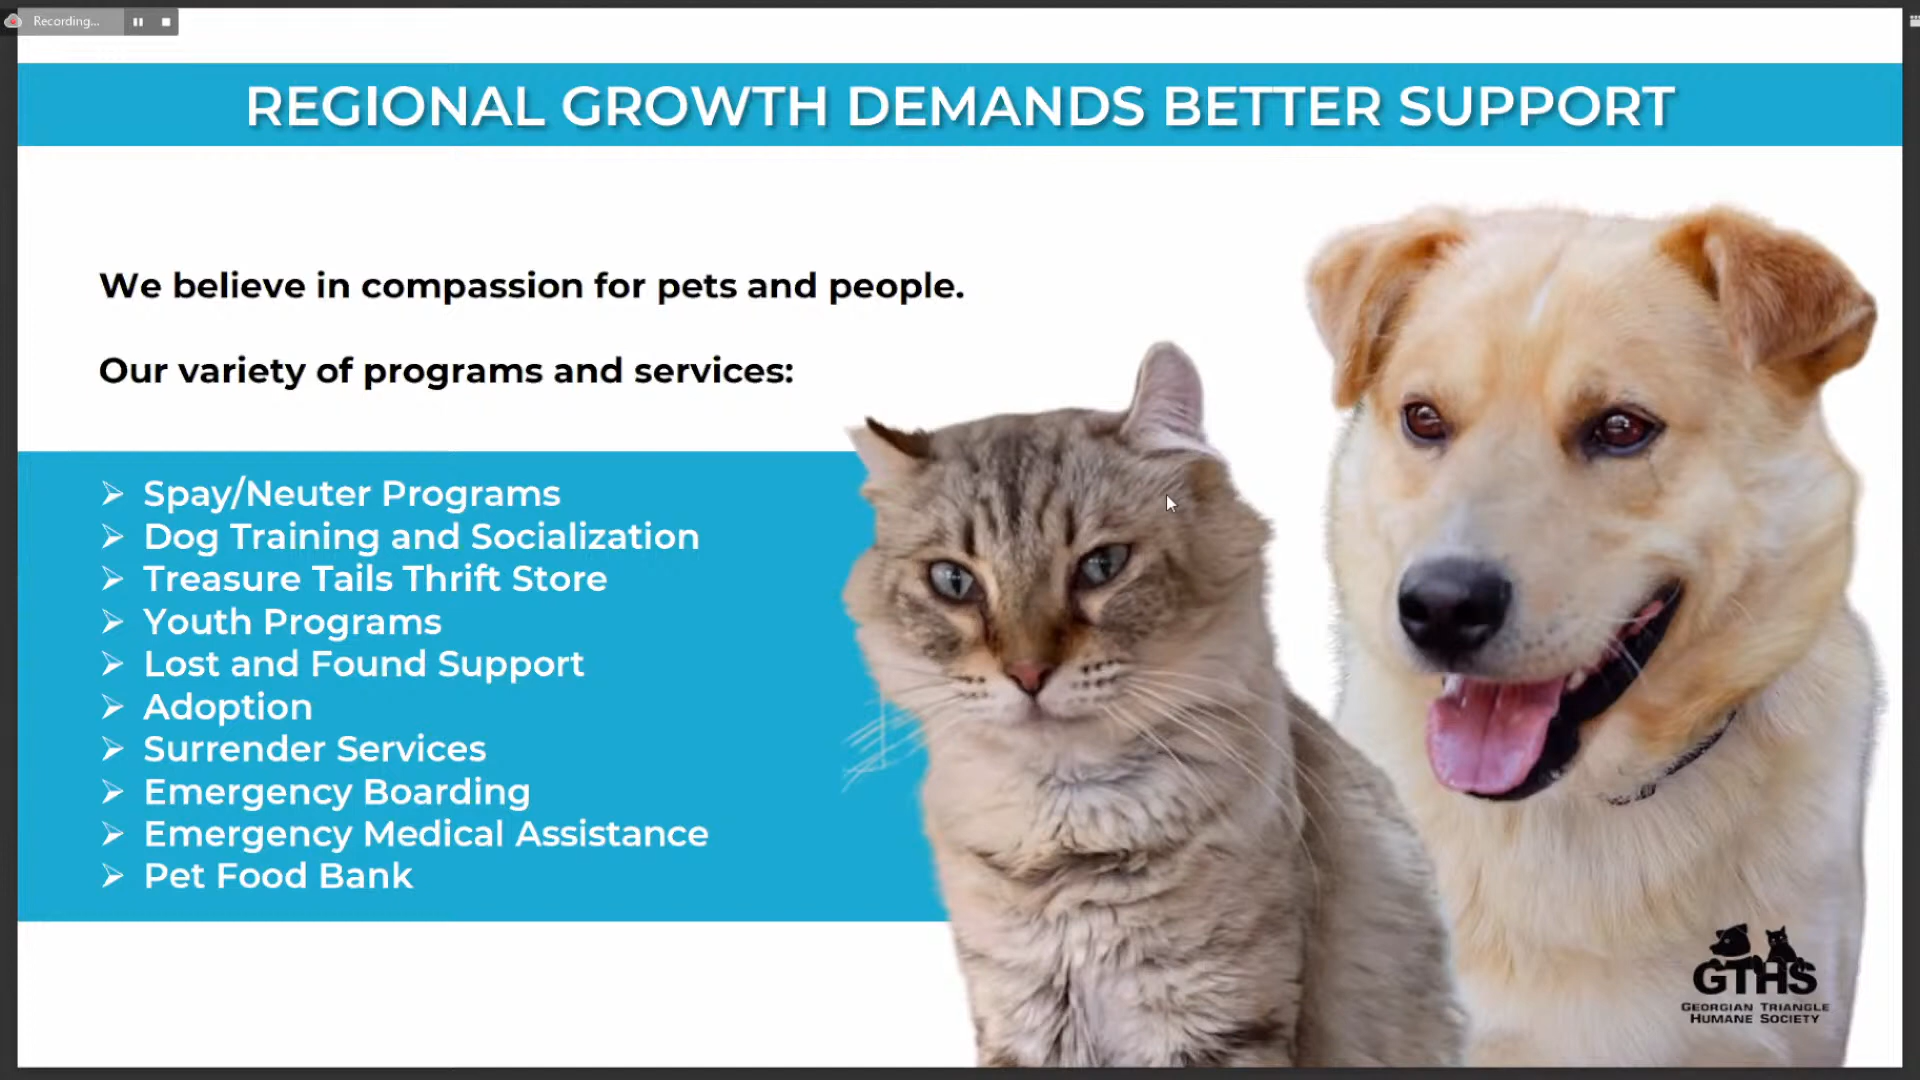 Recording...
REGIONAL GROWTH DEMANDS BETTER SUPPORT
We believe in compassion for pets and people.
Our variety of programs and services:
➢ Spay/Neuter Programs
➢ Dog Training and Socialization
➢ Treasure Tails Thrift Store
➢ Youth Programs
➢ Lost and Found Support
➢ Adoption
➢ Surrender Services
➢ Emergency Boarding
➢ Emergency Medical Assistance
➢ Pet Food Bank
GTHS
GEORGIAN TRIANGLE
HUMANE SOCIETY